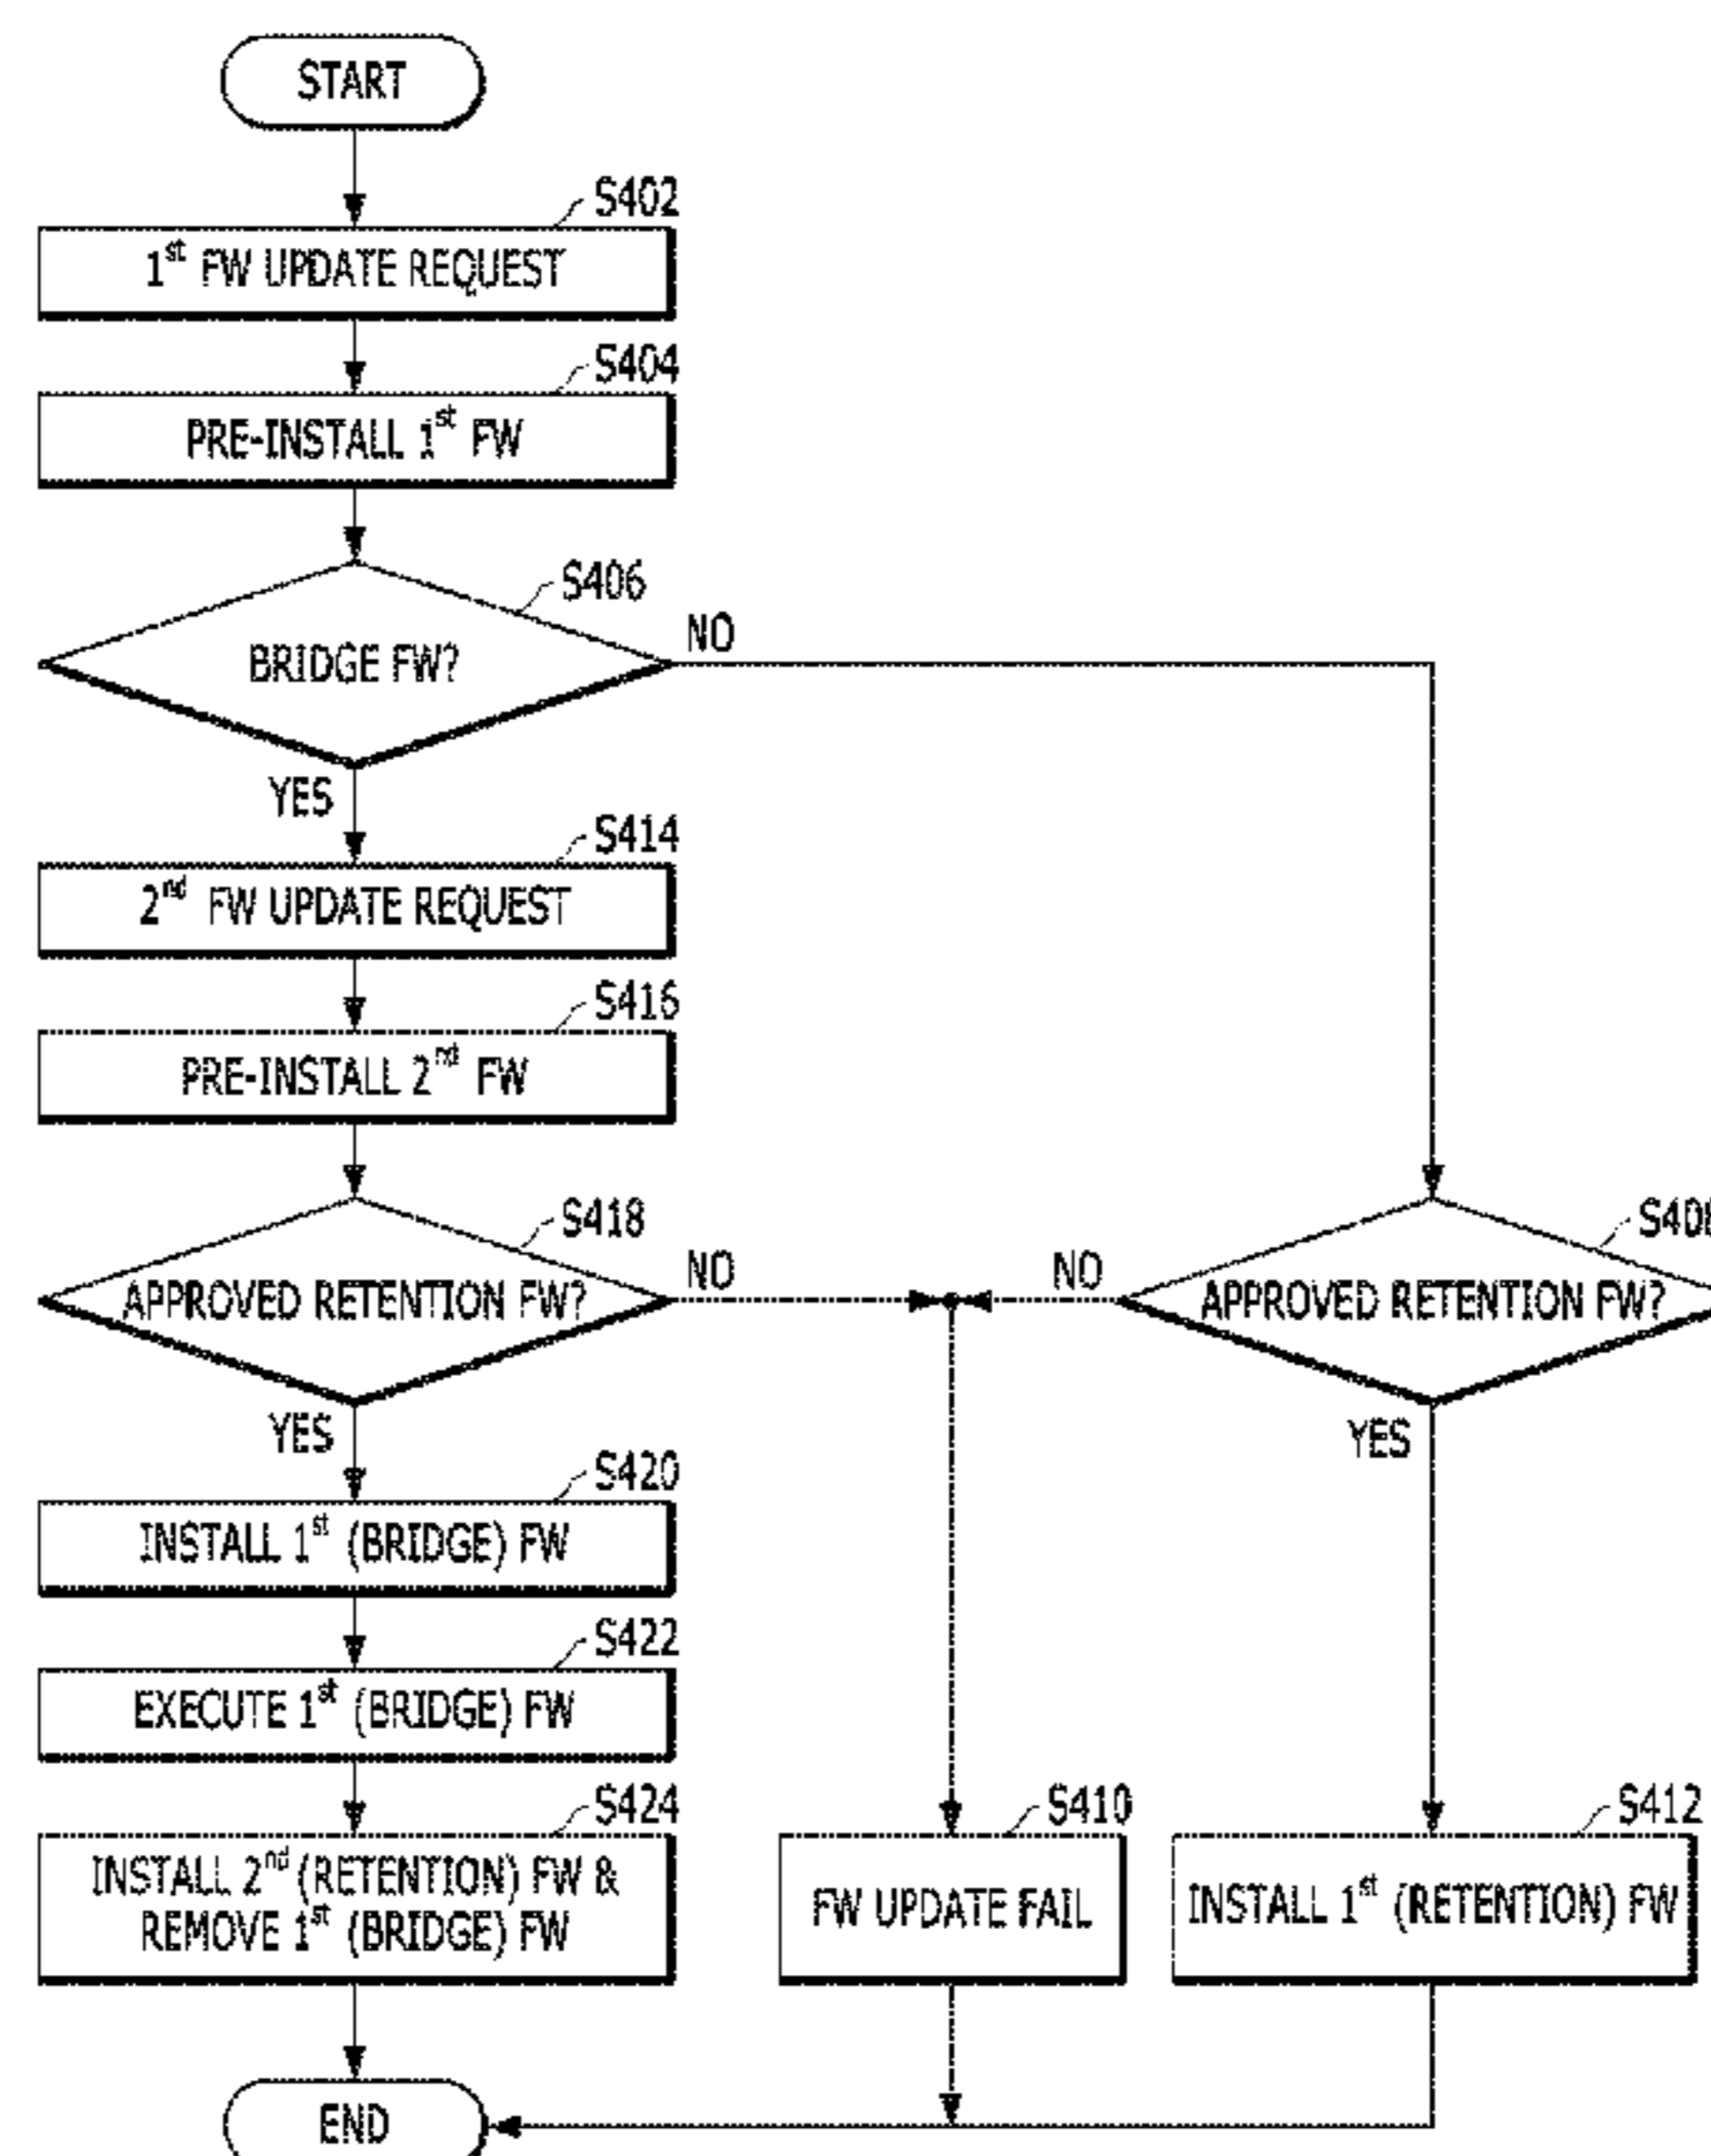 START
S402
1st FW UPDATE REQUEST
S404
PRE-INSTALL 1st FW
S406
BRIDGE FW?
NO
YES
S414
2nd FW UPDATE REQUEST
S416
PRE-INSTALL 2nd FW
S418
APPROVED RETENTION FW?
NO
NO
APPROVED RETENTION FW?
YES
YES
S420
INSTALL 1st (BRIDGE) FW
S422
EXECUTE 1st (BRIDGE) FW
S424
INSTALL 2nd (RETENTION) FW &
REMOVE 1st (BRIDGE) FW
S410
FW UPDATE FAIL
S412
INSTALL 1st (RETENTION) FW
END